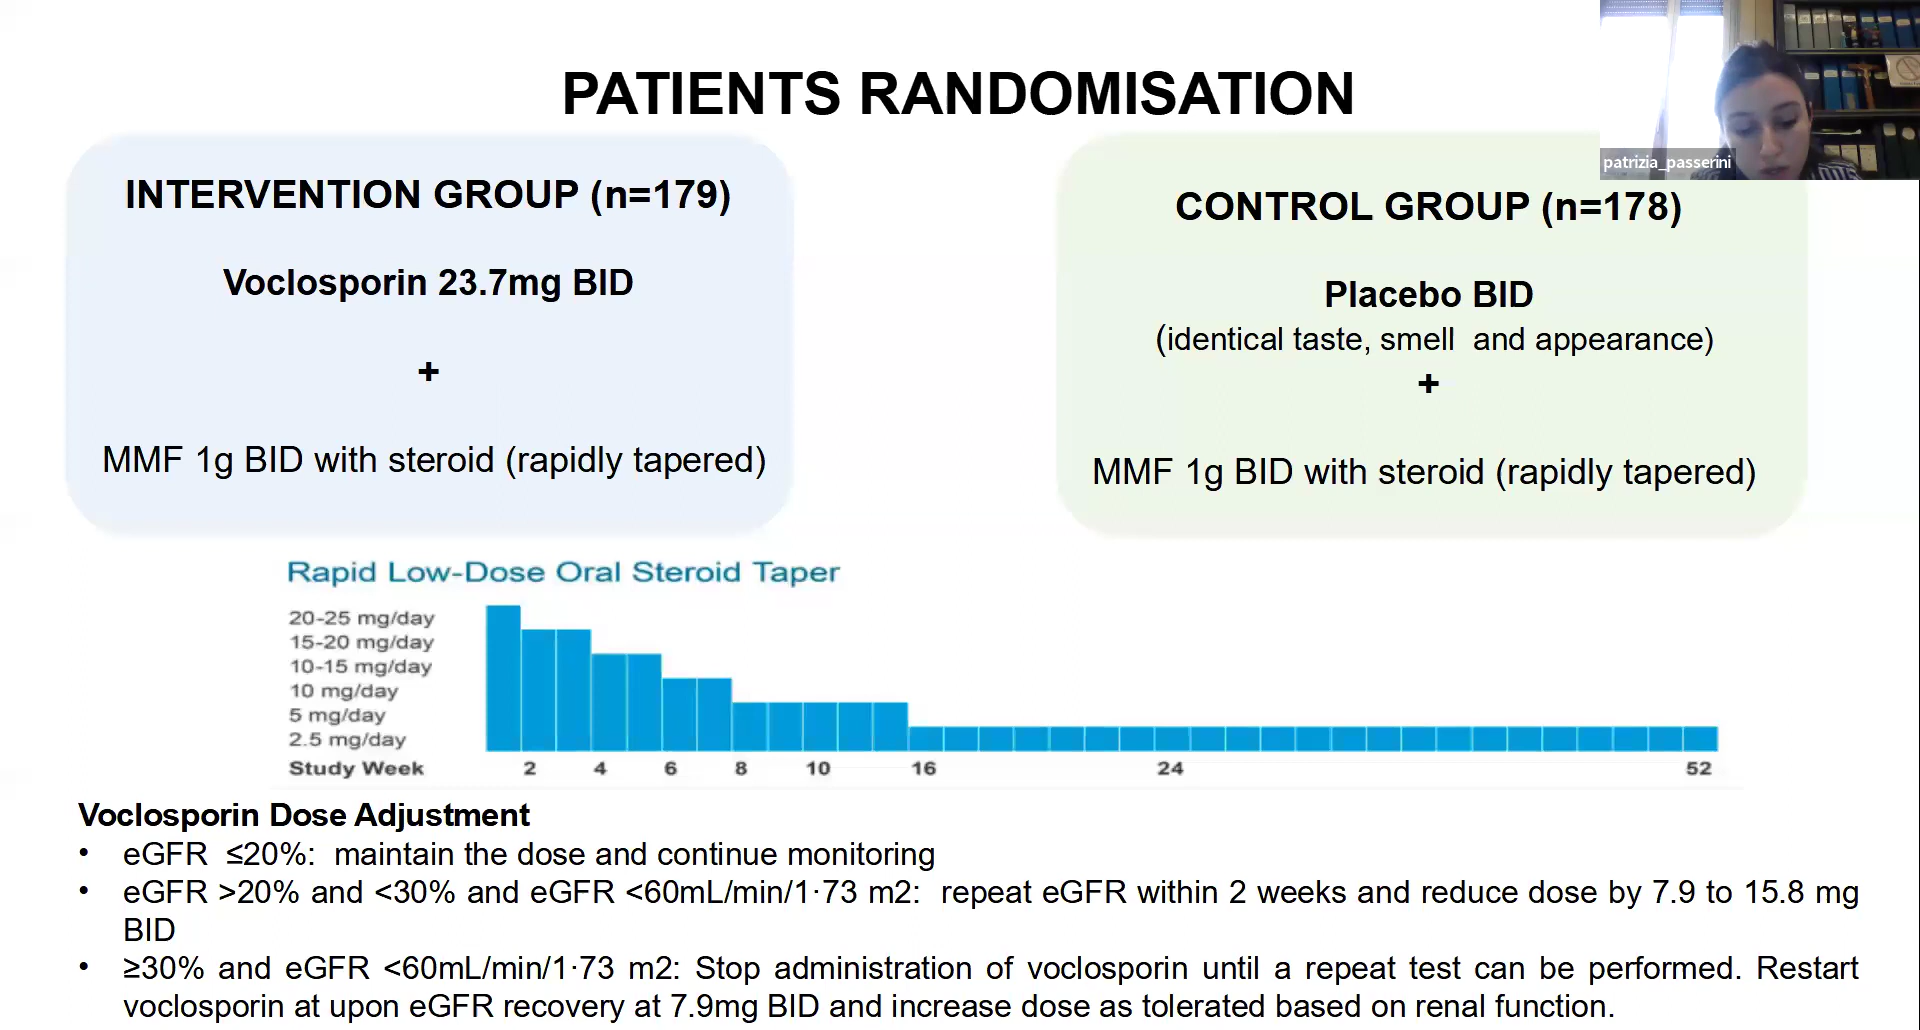 PATIENTS RANDOMISATION
patrizia_passerini
INTERVENTION GROUP (n=179)
Voclosporin 23.7mg BID
+
MMF 1g BID with steroid (rapidly tapered)
CONTROL GROUP (n=178)
Placebo BID
(identical taste, smell and appearance)
+
MMF 1g BID with steroid (rapidly tapered)
Rapid Low-Dose Oral Steroid Taper
20-25 mg/day
15-20 mg/day
10-15 mg/day
10 mg/day
5 mg/day
2.5 mg/day
Study Week 2 4 6 8 10 16 24 52
Voclosporin Dose Adjustment
• eGFR ≤20%: maintain the dose and continue monitoring
• eGFR >20% and <30% and eGFR <60mL/min/1·73 m2: repeat eGFR within 2 weeks and reduce dose by 7.9 to 15.8 mg
BID
• ≥30% and eGFR <60mL/min/1·73 m2: Stop administration of voclosporin until a repeat test can be performed. Restart
voclosporin at upon eGFR recovery at 7.9mg BID and increase dose as tolerated based on renal function.